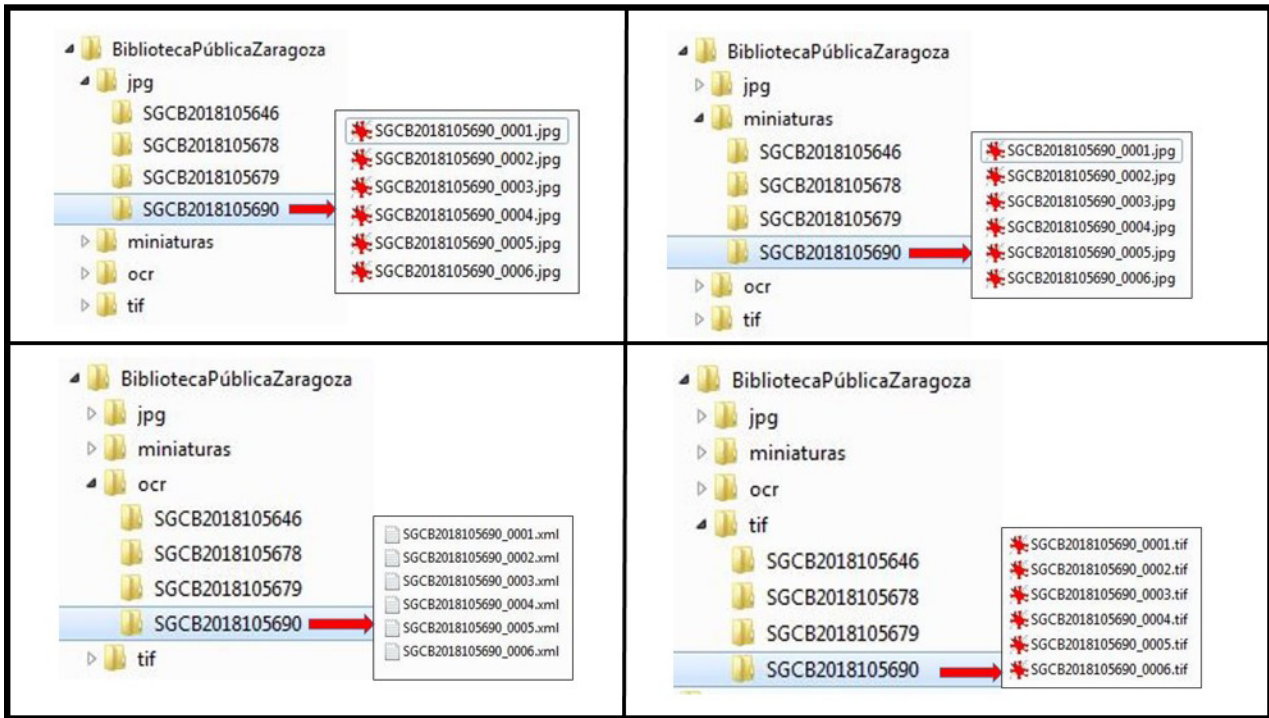 BibliotecaPúblicaZaragoza
jpg
SGCB2018105646
SGCB2018105678
SGCB2018105679
SGCB2018105690
miniaturas
ocr
tif
SGCB2018105690_0001.jpg
SGCB2018105690_0002.jpg
SGCB2018105690_0003.jpg
SGCB2018105690_0004.jpg
SGCB2018105690_0005.jpg
SGCB2018105690_0006.jpg
BibliotecaPúblicaZaragoza
jpg
miniaturas
SGCB2018105646
SGCB2018105678
SGCB2018105679
SGCB2018105690
ocr
tif
SGCB2018105690_0001.jpg
SGCB2018105690_0002.jpg
SGCB2018105690_0003.jpg
SGCB2018105690_0004.jpg
SGCB2018105690_0005.jpg
SGCB2018105690_0006.jpg
BibliotecaPúblicaZaragoza
jpg
miniaturas
ocr
SGCB2018105646
SGCB2018105678
SGCB2018105679
SGCB2018105690
tif
SGCB2018105690_0001.xml
SGCB2018105690_0002.xml
SGCB2018105690_0003.xml
SGCB2018105690_0004.xml
SGCB2018105690_0005.xml
SGCB2018105690_0006.xml
BibliotecaPúblicaZaragoza
jpg
miniaturas
ocr
tif
SGCB2018105646
SGCB2018105678
SGCB2018105679
SGCB2018105690
SGCB2018105690_0001.tif
SGCB2018105690_0002.tif
SGCB2018105690_0003.tif
SGCB2018105690_0004.tif
SGCB2018105690_0005.tif
SGCB2018105690_0006.tif